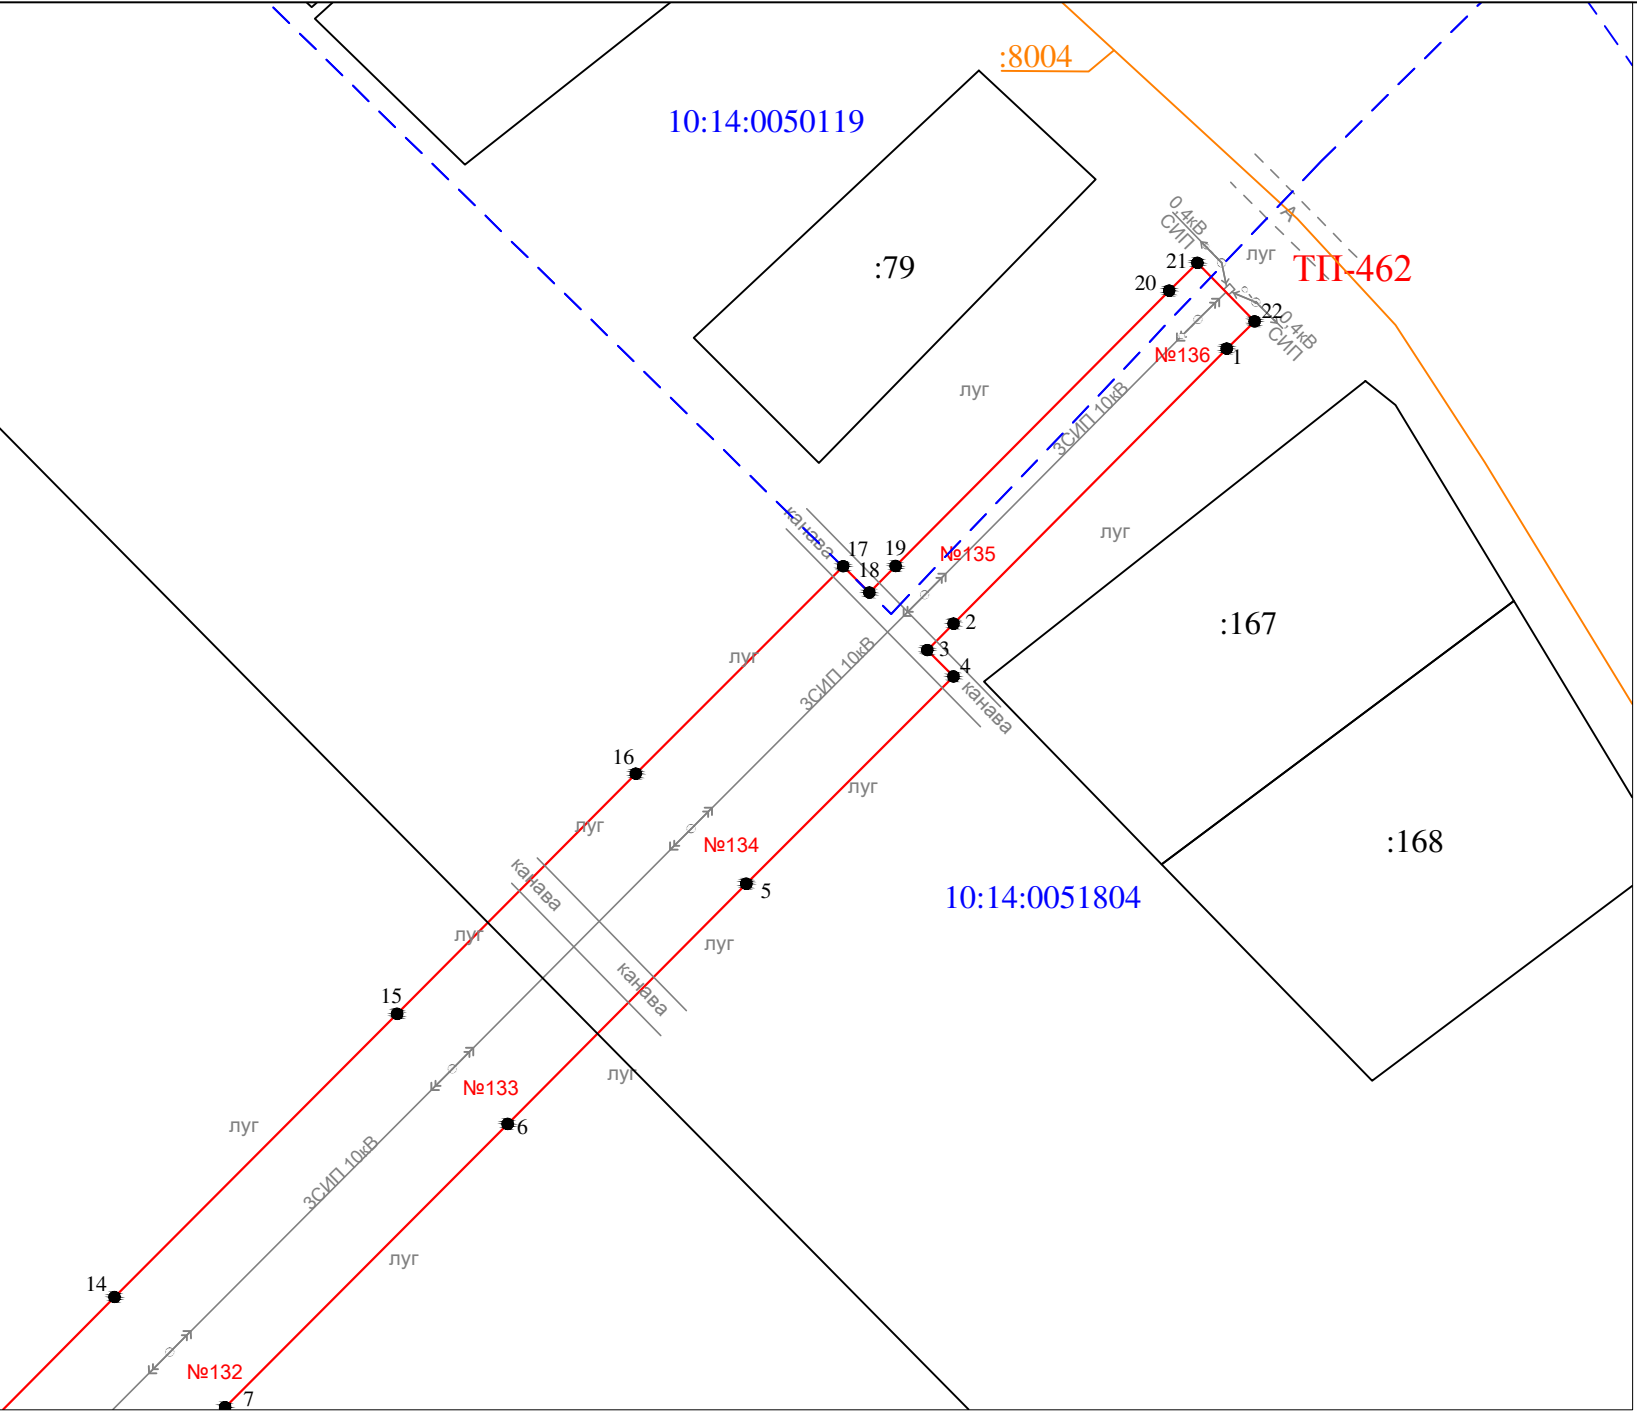 :8004
10:14:0050119
:79
0,4кВ
СИП
А
луг
ТП-462
21
20
22
0,4кВ
СИП
№136
1
луг
3СИП 10кВ
канава
17
19
18
№135
луг
2
3
4
:167
луг
3СИП 10кВ
канава
16
луг
луг
№134
:168
канава
5
10:14:0051804
луг
луг
канава
15
луг
№133
6
луг
3СИП 10кВ
луг
14
№132
7